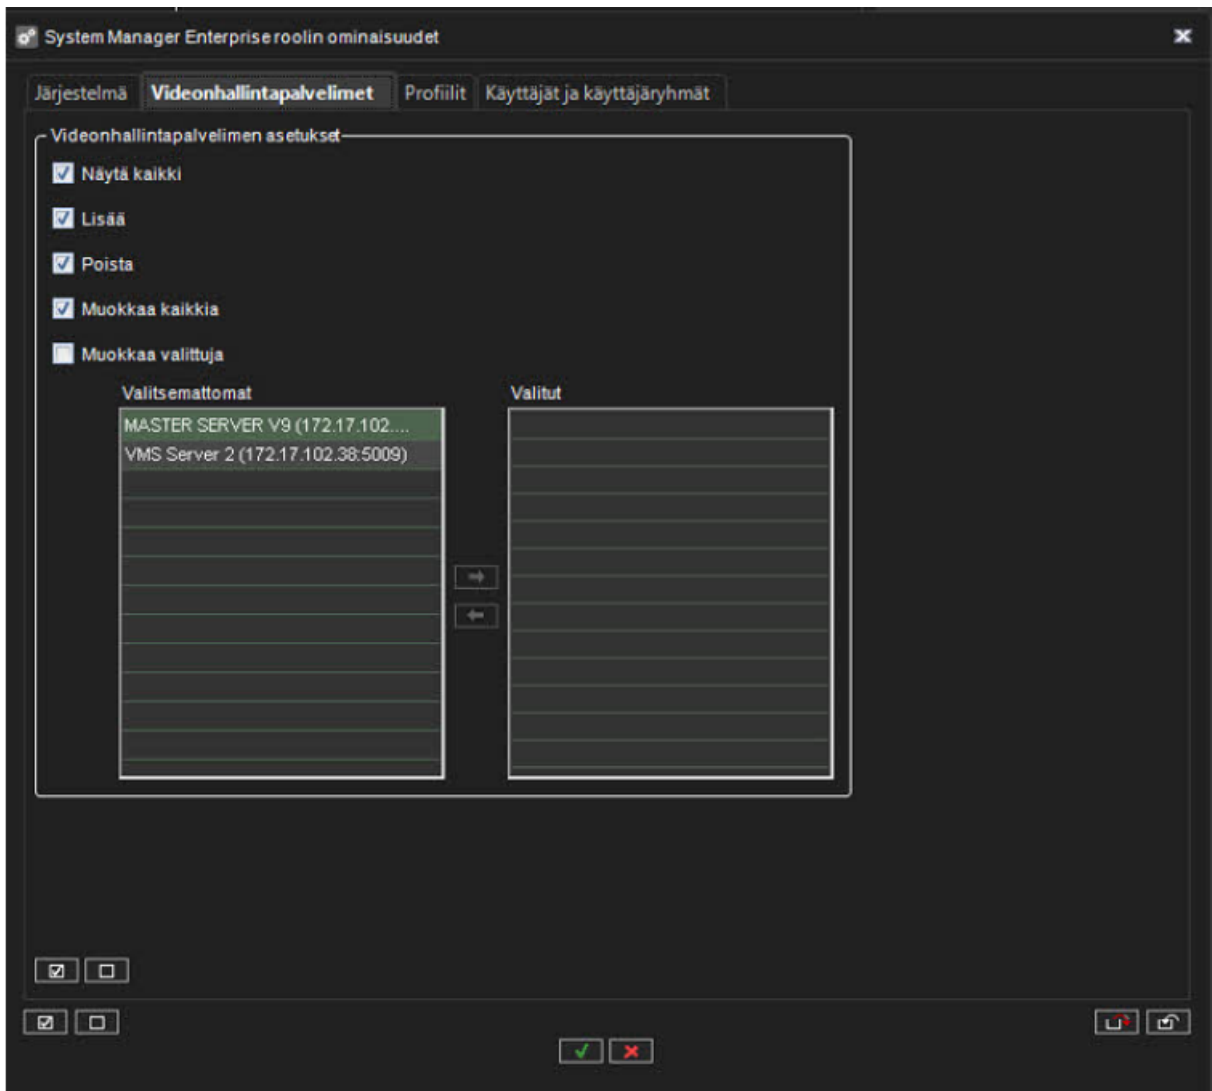 System Manager Enterprise roolin ominaisuudet
Järjestelmä Videonhallintapalvelimet Profiilit Käyttäjät ja käyttäjäryhmät
Videonhallintapalvelimen asetukset
Näytä kaikki
Lisää
Poista
Muokkaa kaikkia
Muokkaa valittuja
Valitsemattomat Valitut
MASTER SERVER V9 (172.17.102....
VMS Server 2 (172.17.102.38:5009)